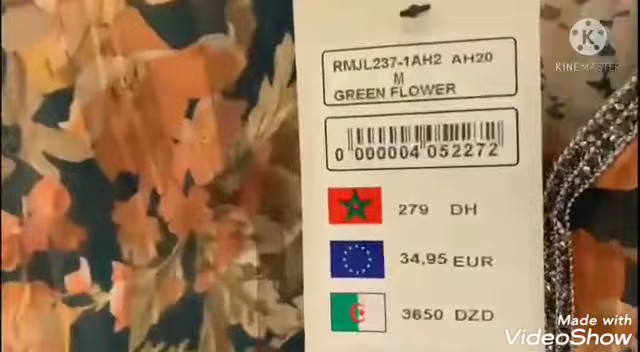 RMJL237-1AH2 AH20
M
GREEN FLOWER
0 000004 052272
279 DH
34,95 EUR
3650 DZD
KINEMASTER
Made with
VideoShow